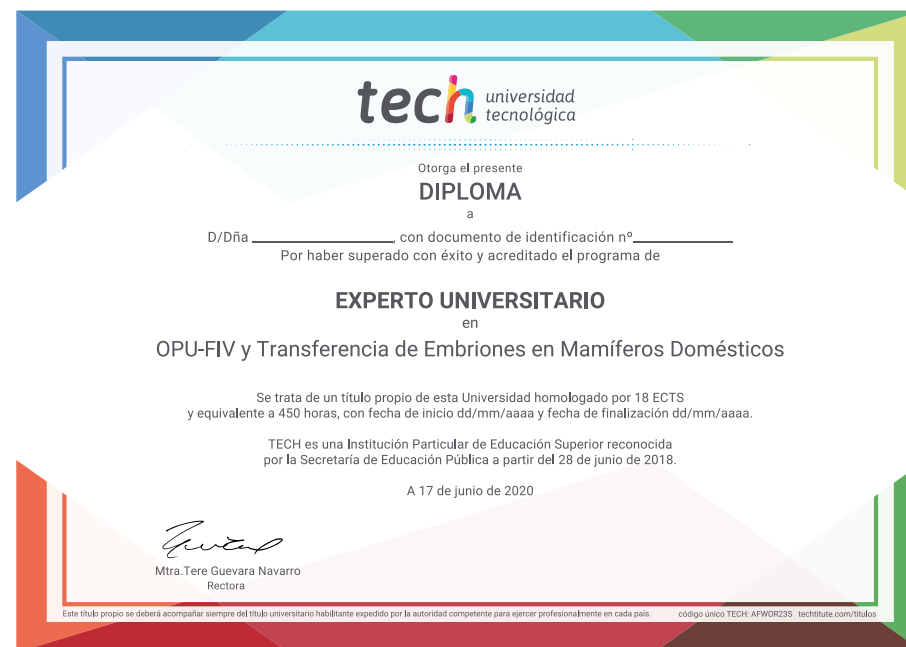 tech universidad
tecnológica
Otorga el presente
DIPLOMA
a
D/Dña ____________________, con documento de identificación nº______________
Por haber superado con éxito y acreditado el programa de
EXPERTO UNIVERSITARIO
en
OPU-FIV y Transferencia de Embriones en Mamíferos Domésticos
Se trata de un título propio de esta Universidad homologado por 18 ECTS
y equivalente a 450 horas, con fecha de inicio dd/mm/aaaa y fecha de finalización dd/mm/aaaa.
TECH es una Institución Particular de Educación Superior reconocida
por la Secretaría de Educación Pública a partir del 28 de junio de 2018.
A 17 de junio de 2020
Mtra.Tere Guevara Navarro
Rectora
Este título propio se deberá acompañar siempre del título universitario habilitante expedido por la autoridad competente para ejercer profesionalmente en cada país. código único TECH: AFWOR23S techtitute.com/titulos